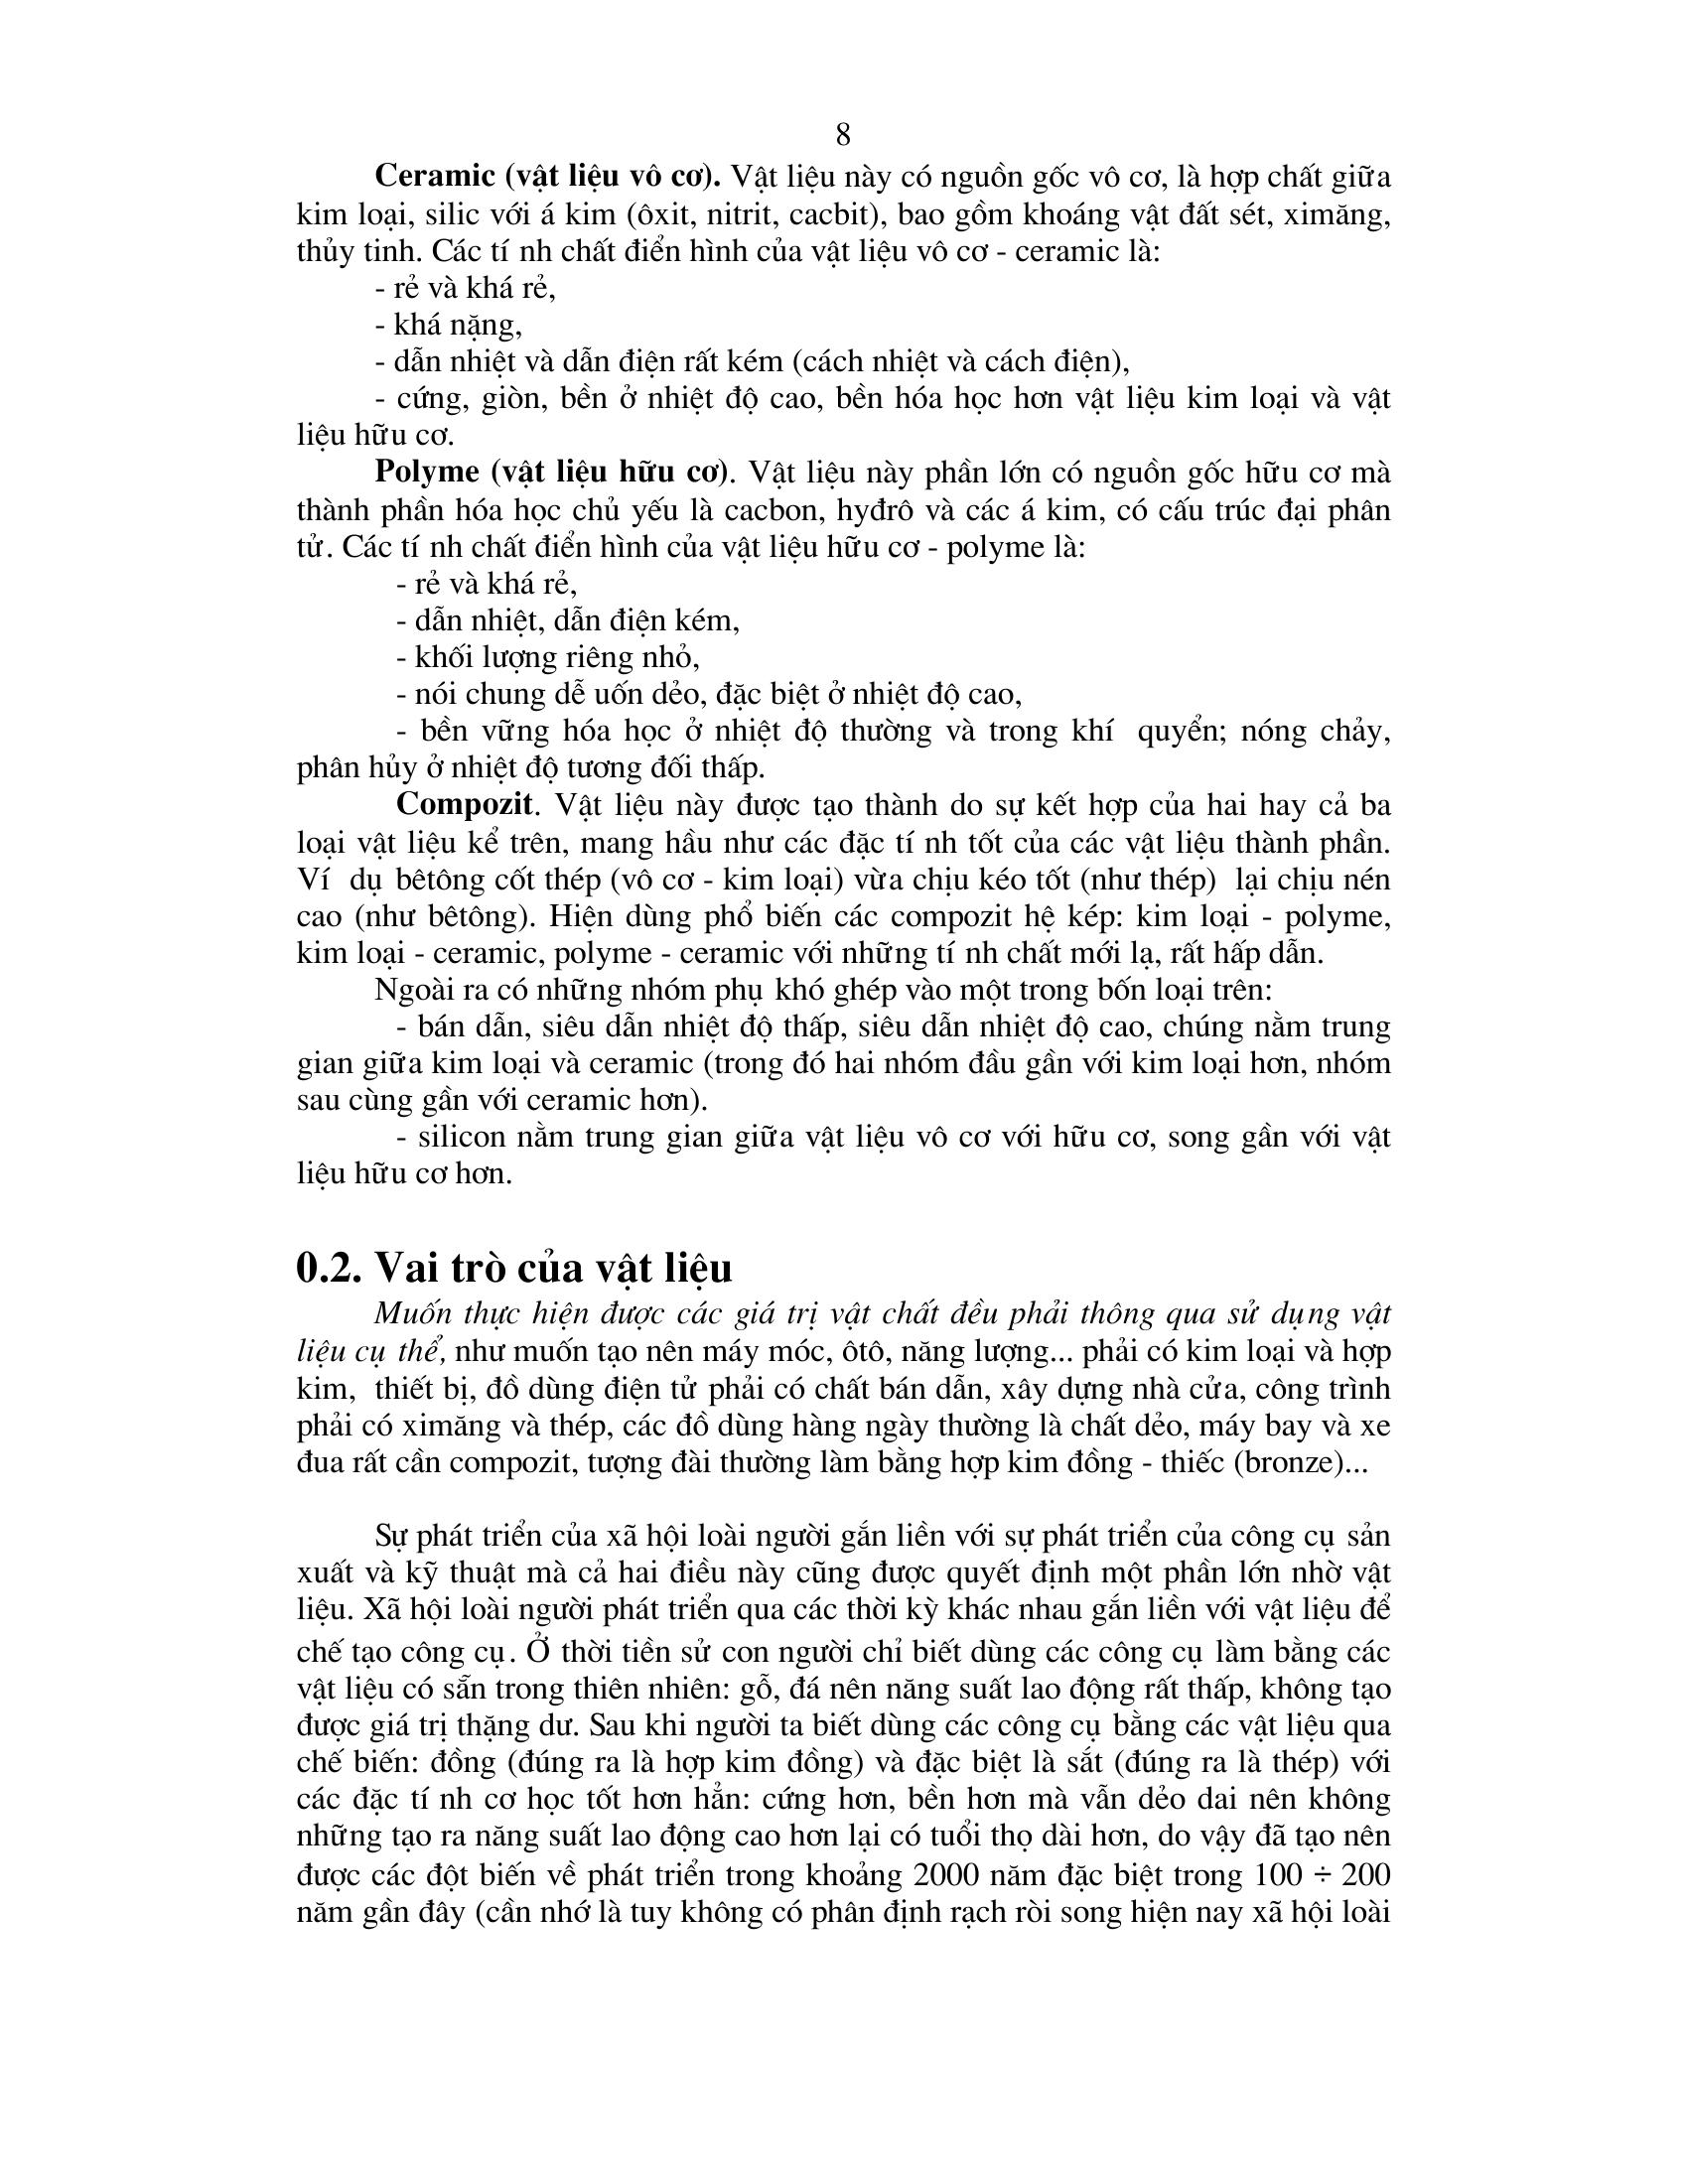 8
Ceramic (vật liệu vô cơ). Vật liệu này có nguồn gốc vô cơ, là hợp chất giữa
kim loại, silic với á kim (ôxit, nitrit, cacbit), bao gồm khoáng vật đất sét, ximăng,
thủy tinh. Các tính chất điển hình của vật liệu vô cơ - ceramic là:
- rẻ và khá rẻ,
- khá nặng,
- dẫn nhiệt và dẫn điện rất kém (cách nhiệt và cách điện),
- cứng, giòn, bền ở nhiệt độ cao, bền hóa học hơn vật liệu kim loại và vật
liệu hữu cơ.
Polyme (vật liệu hữu cơ). Vật liệu này phần lớn có nguồn gốc hữu cơ mà
thành phần hóa học chủ yếu là cacbon, hyđrô và các á kim, có cấu trúc đại phân
tử. Các tính chất điển hình của vật liệu hữu cơ - polyme là:
- rẻ và khá rẻ,
- dẫn nhiệt, dẫn điện kém,
- khối lượng riêng nhỏ,
- nói chung dễ uốn dẻo, đặc biệt ở nhiệt độ cao,
- bền vững hóa học ở nhiệt độ thường và trong khí quyển; nóng chảy,
phân hủy ở nhiệt độ tương đối thấp.
Compozit. Vật liệu này được tạo thành do sự kết hợp của hai hay cả ba
loại vật liệu kể trên, mang hầu như các đặc tính tốt của các vật liệu thành phần.
Ví dụ bêtông cốt thép (vô cơ - kim loại) vừa chịu kéo tốt (như thép) lại chịu nén
cao (như bêtông). Hiện dùng phổ biến các compozit hệ kép: kim loại - polyme,
kim loại - ceramic, polyme - ceramic với những tính chất mới lạ, rất hấp dẫn.
Ngoài ra có những nhóm phụ khó ghép vào một trong bốn loại trên:
- bán dẫn, siêu dẫn nhiệt độ thấp, siêu dẫn nhiệt độ cao, chúng nằm trung
gian giữa kim loại và ceramic (trong đó hai nhóm đầu gần với kim loại hơn, nhóm
sau cùng gần với ceramic hơn).
- silicon nằm trung gian giữa vật liệu vô cơ với hữu cơ, song gần với vật
liệu hữu cơ hơn.
0.2. Vai trò của vật liệu
Muốn thực hiện được các giá trị vật chất đều phải thông qua sử dụng vật
liệu cụ thể, như muốn tạo nên máy móc, ôtô, năng lượng... phải có kim loại và hợp
kim, thiết bị, đồ dùng điện tử phải có chất bán dẫn, xây dựng nhà cửa, công trình
phải có ximăng và thép, các đồ dùng hàng ngày thường là chất dẻo, máy bay và xe
đua rất cần compozit, tượng đài thường làm bằng hợp kim đồng - thiếc (bronze)...
Sự phát triển của xã hội loài người gắn liền với sự phát triển của công cụ sản
xuất và kỹ thuật mà cả hai điều này cũng được quyết định một phần lớn nhờ vật
liệu. Xã hội loài người phát triển qua các thời kỳ khác nhau gắn liền với vật liệu để
chế tạo công cụ. Ở thời tiền sử con người chỉ biết dùng các công cụ làm bằng các
vật liệu có sẵn trong thiên nhiên: gỗ, đá nên năng suất lao động rất thấp, không tạo
được giá trị thặng dư. Sau khi người ta biết dùng các công cụ bằng các vật liệu qua
chế biến: đồng (đúng ra là hợp kim đồng) và đặc biệt là sắt (đúng ra là thép) với
các đặc tính cơ học tốt hơn hẳn: cứng hơn, bền hơn mà vẫn dẻo dai nên không
những tạo ra năng suất lao động cao hơn lại có tuổi thọ dài hơn, do vậy đã tạo nên
được các đột biến về phát triển trong khoảng 2000 năm đặc biệt trong 100 ÷ 200
năm gần đây (cần nhớ là tuy không có phân định rạch ròi song hiện nay xã hội loài